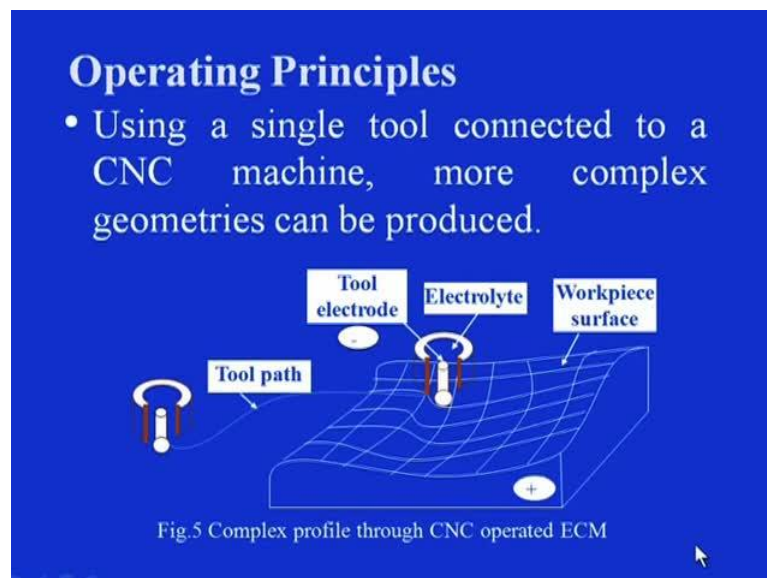 Operating Principles
• Using a single tool connected to a
CNC machine, more complex
geometries can be produced.
Tool
electrode
Electrolyte
Workpiece
surface
-
Tool path
+
Fig.5 Complex profile through CNC operated ECM